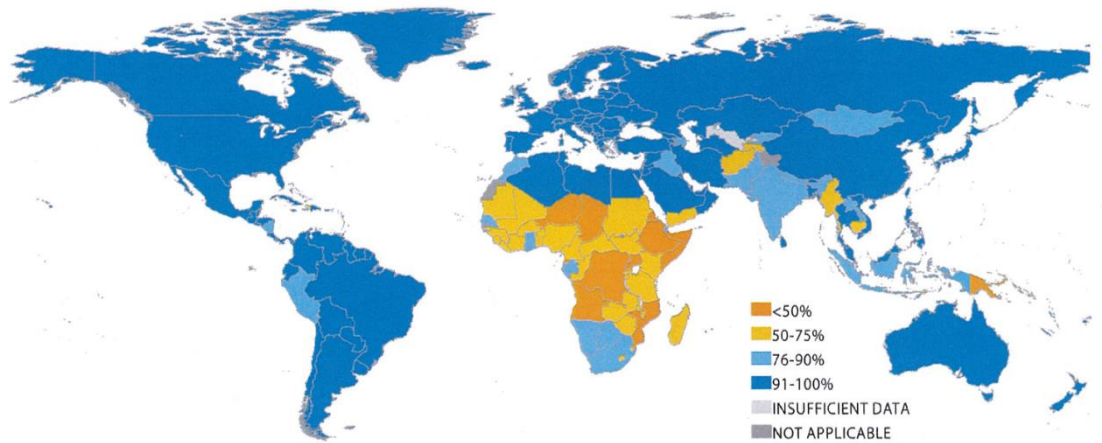 <50%
50-75%
76-90%
91-100%
INSUFFICIENT DATA
NOT APPLICABLE